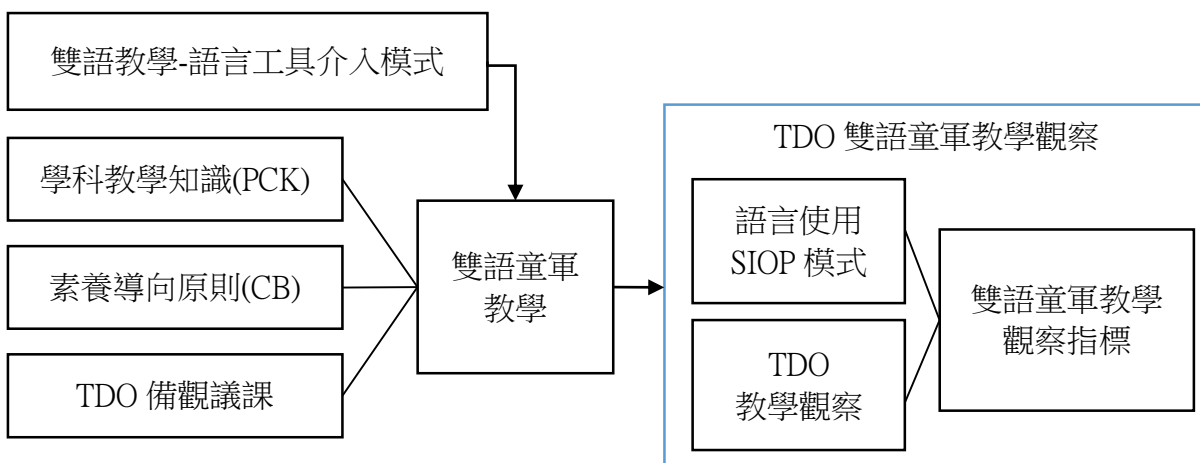 雙語教學-語言工具介入模式
學科教學知識(PCK)
素養導向原則(CB)
TDO 備觀議課
雙語童軍
教學
TDO 雙語童軍教學觀察
語言使用
SIOP 模式
TDO
教學觀察
雙語童軍教學
觀察指標